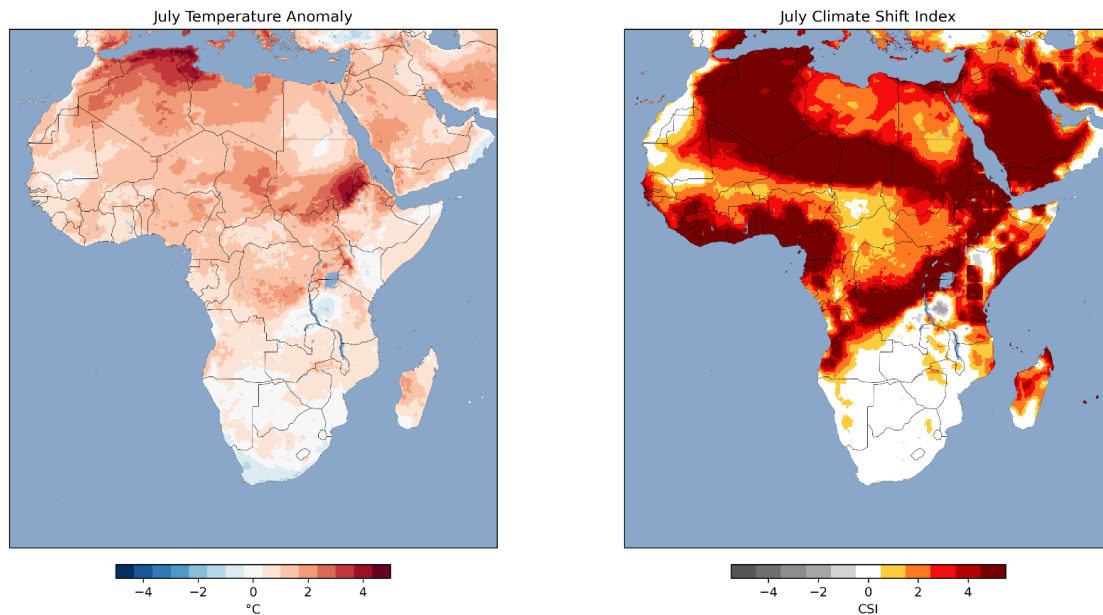 July Temperature Anomaly
July Climate Shift Index
−4 −2 0 2 4
°C
−4 −2 0 2 4
CSI